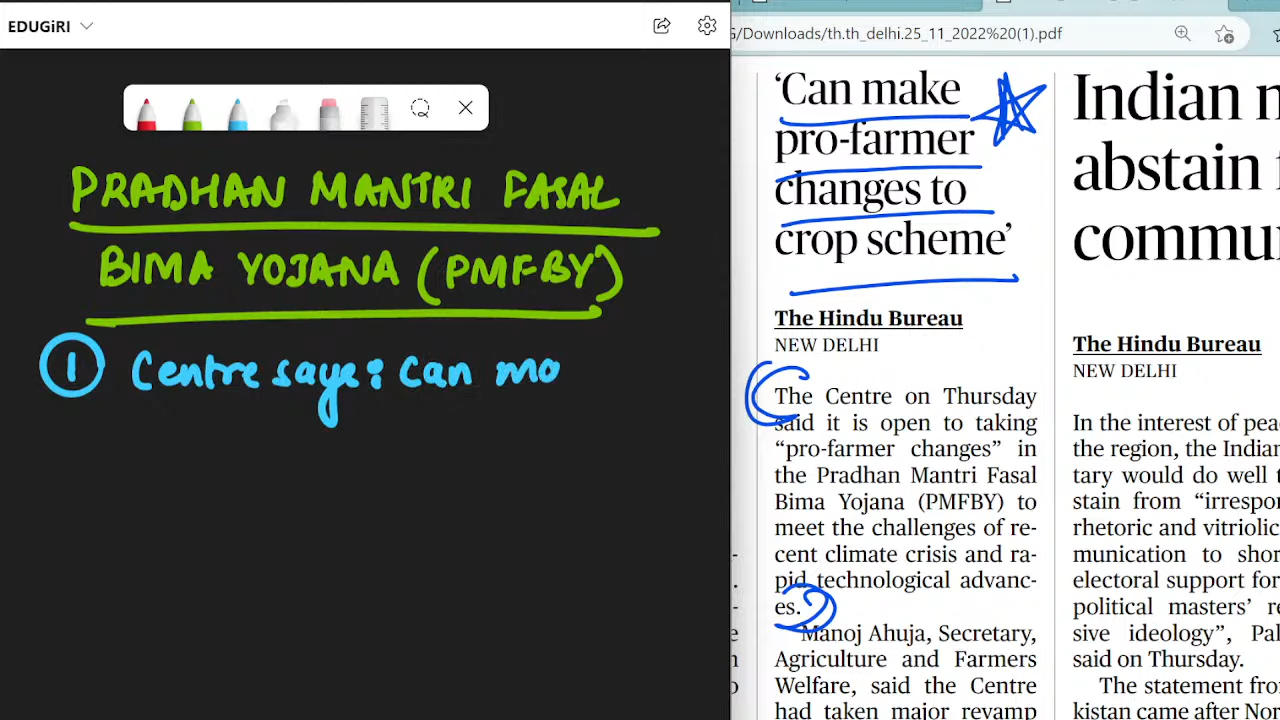 EDUGiRI
G/Downloads/th.th_delhi.25_11_2022%20(1).pdf
PRADHAN MANTRI FASAL
BIMA YOJANA (PMFBY)
1 Centre says: Can mo
‘Can make
pro-farmer
changes to
crop scheme’
The Hindu Bureau
NEW DELHI
The Centre on Thursday
said it is open to taking
“pro-farmer changes” in
the Pradhan Mantri Fasal
Bima Yojana (PMFBY) to
meet the challenges of re-
cent climate crisis and ra-
pid technological advanc-
es.
Manoj Ahuja, Secretary,
Agriculture and Farmers
Welfare, said the Centre
had taken major revamp
Indian
abstain
commu
The Hindu Bureau
NEW DELHI
In the interest of pea
the region, the Indian
tary would do well t
stain from “irrespon
rhetoric and vitriolic
munication to shor
electoral support for
political masters’ re
sive ideology”, Pal
said on Thursday.
The statement from
kistan came after Nor